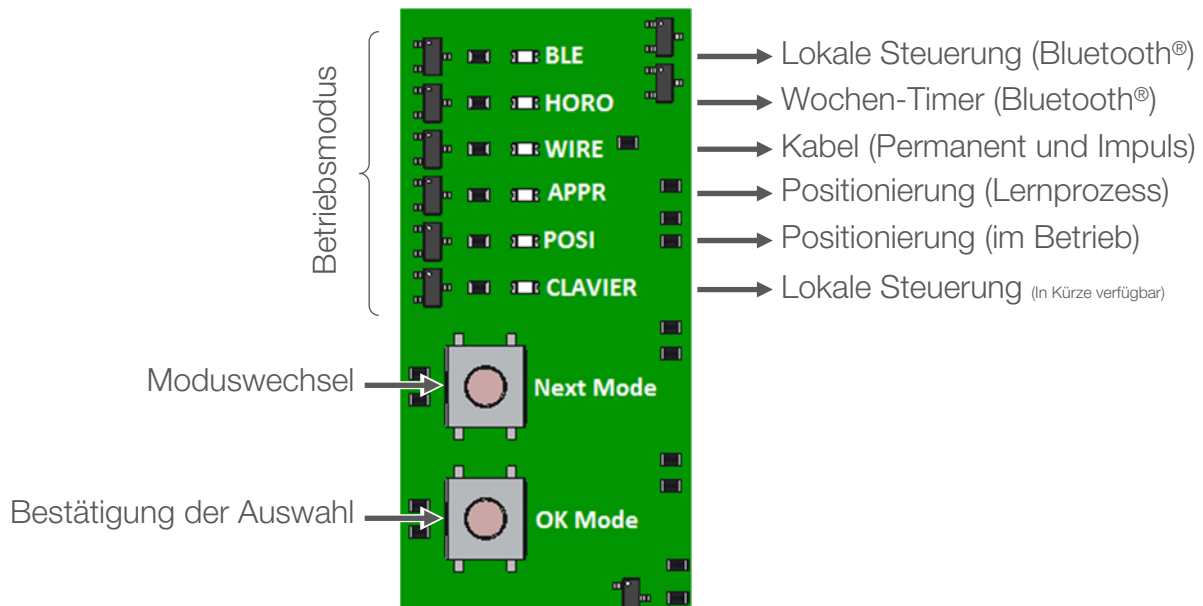 Betriebsmodus
BLE
Lokale Steuerung (Bluetooth®)
HORO
Wochen-Timer (Bluetooth®)
WIRE
Kabel (Permanent und Impuls)
APPR
Positionierung (Lernprozess)
POSI
Positionierung (im Betrieb)
CLAVIER
Lokale Steuerung (In Kürze verfügbar)
Moduswechsel
Next Mode
Bestätigung der Auswahl
OK Mode